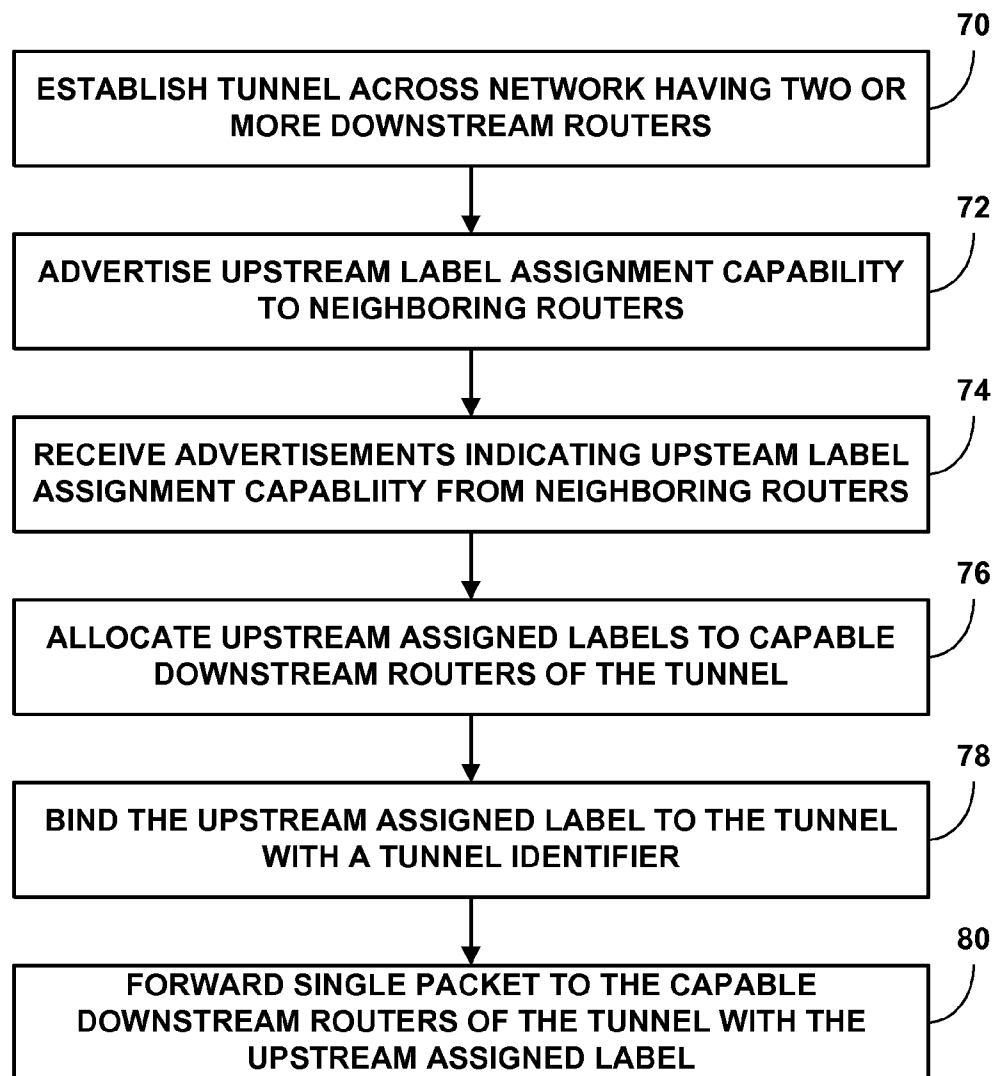 70
ESTABLISH TUNNEL ACROSS NETWORK HAVING TWO OR
MORE DOWNSTREAM ROUTERS
72
ADVERTISE UPSTREAM LABEL ASSIGNMENT CAPABILITY
TO NEIGHBORING ROUTERS
74
RECEIVE ADVERTISEMENTS INDICATING UPSTEAM LABEL
ASSIGNMENT CAPABLIITY FROM NEIGHBORING ROUTERS
76
ALLOCATE UPSTREAM ASSIGNED LABELS TO CAPABLE
DOWNSTREAM ROUTERS OF THE TUNNEL
78
BIND THE UPSTREAM ASSIGNED LABEL TO THE TUNNEL
WITH A TUNNEL IDENTIFIER
80
FORWARD SINGLE PACKET TO THE CAPABLE
DOWNSTREAM ROUTERS OF THE TUNNEL WITH THE
UPSTREAM ASSIGNED LABEL